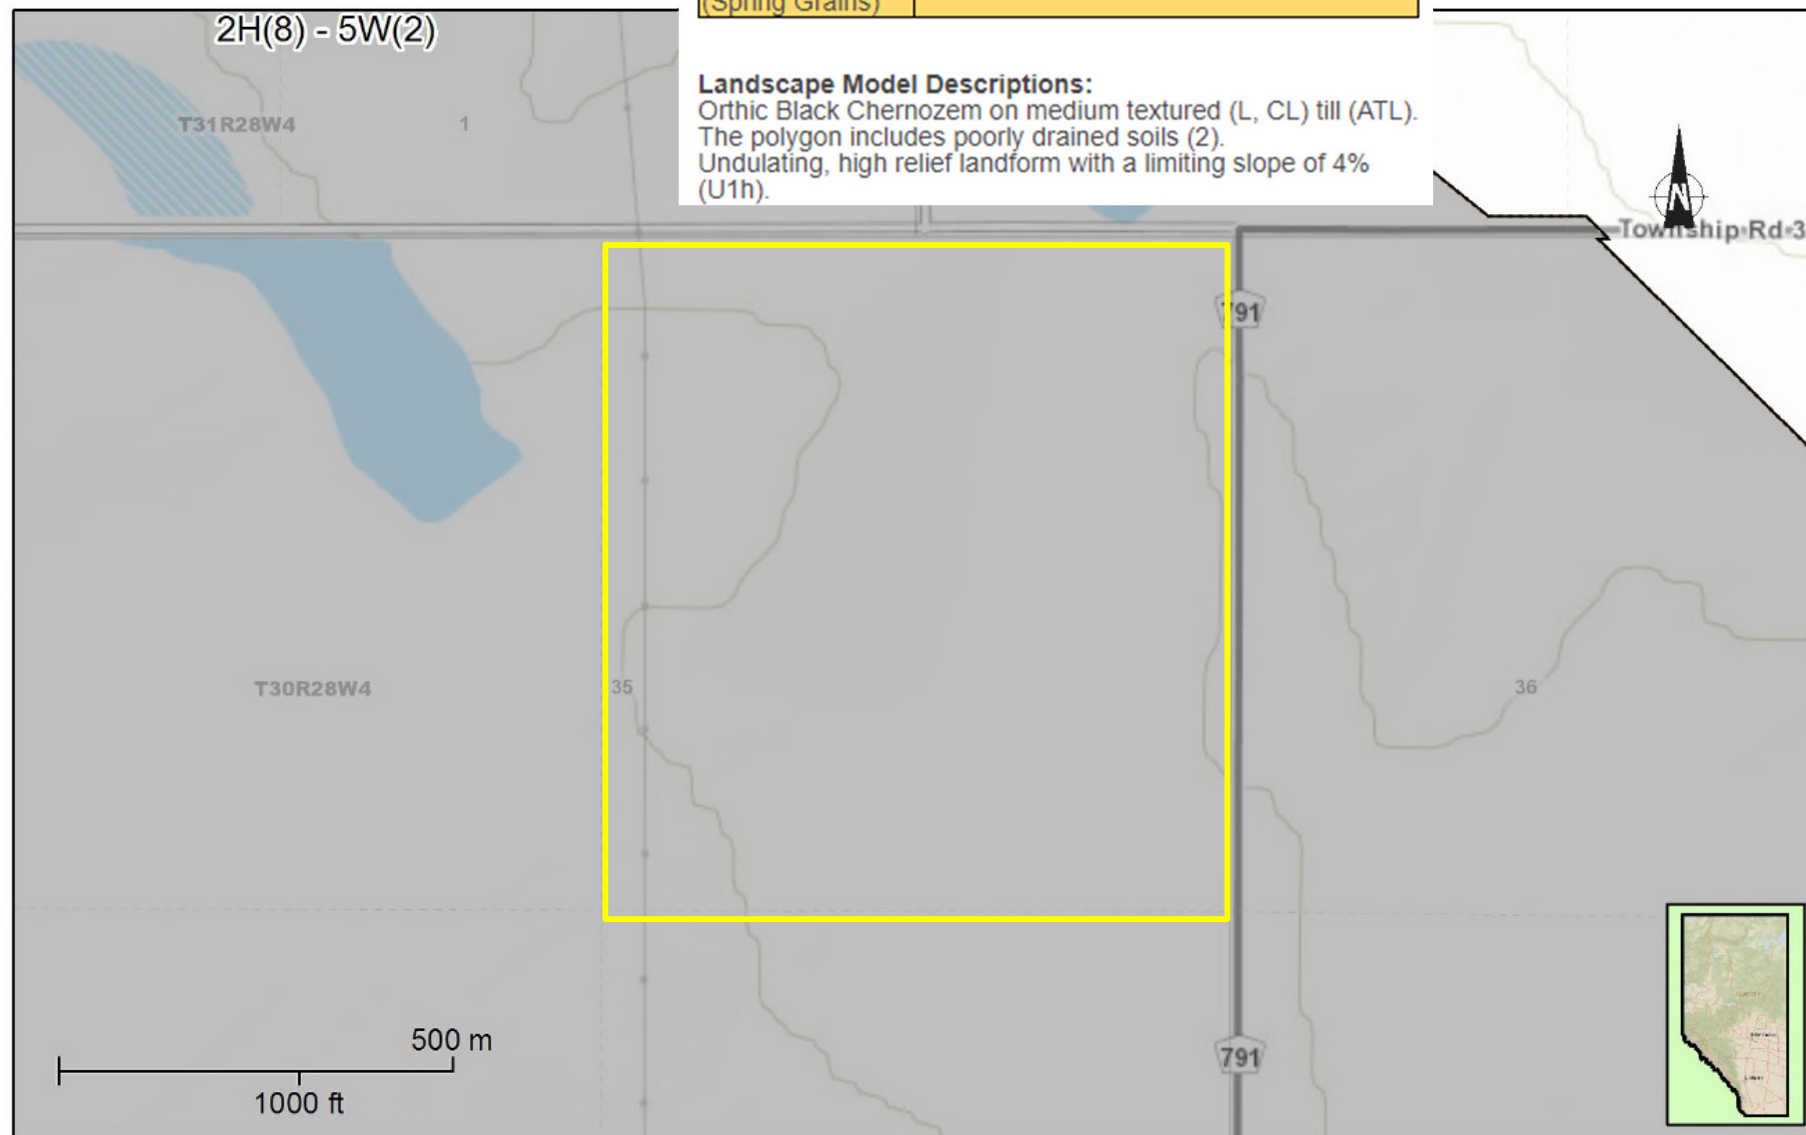 (Spring Grains)
2H(8) - 5W(2)
Landscape Model Descriptions:
Orthic Black Chernozem on medium textured (L, CL) till (ATL).
The polygon includes poorly drained soils (2).
Undulating, high relief landform with a limiting slope of 4%
(U1h).
T31R28W4
1
N
Township Rd 3
791
T30R28W4
35
36
500 m
1000 ft
791